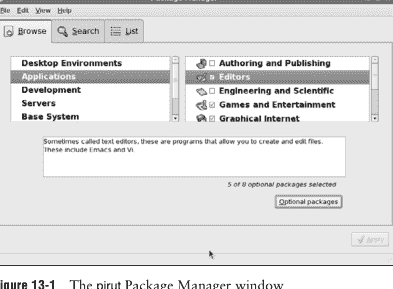 File Edit View Help
Browse Search List
Desktop Environments
Applications
Development
Servers
Base System
Authoring and Publishing
Editors
Engineering and Scientific
Games and Entertainment
Graphical Internet
Sometimes called text editors, these are programs that allow you to create and edit files.
These include Emacs and Vi.
5 of 8 optional packages selected
Optional packages
Apply
igure 13-1 The pirut Package Manager window